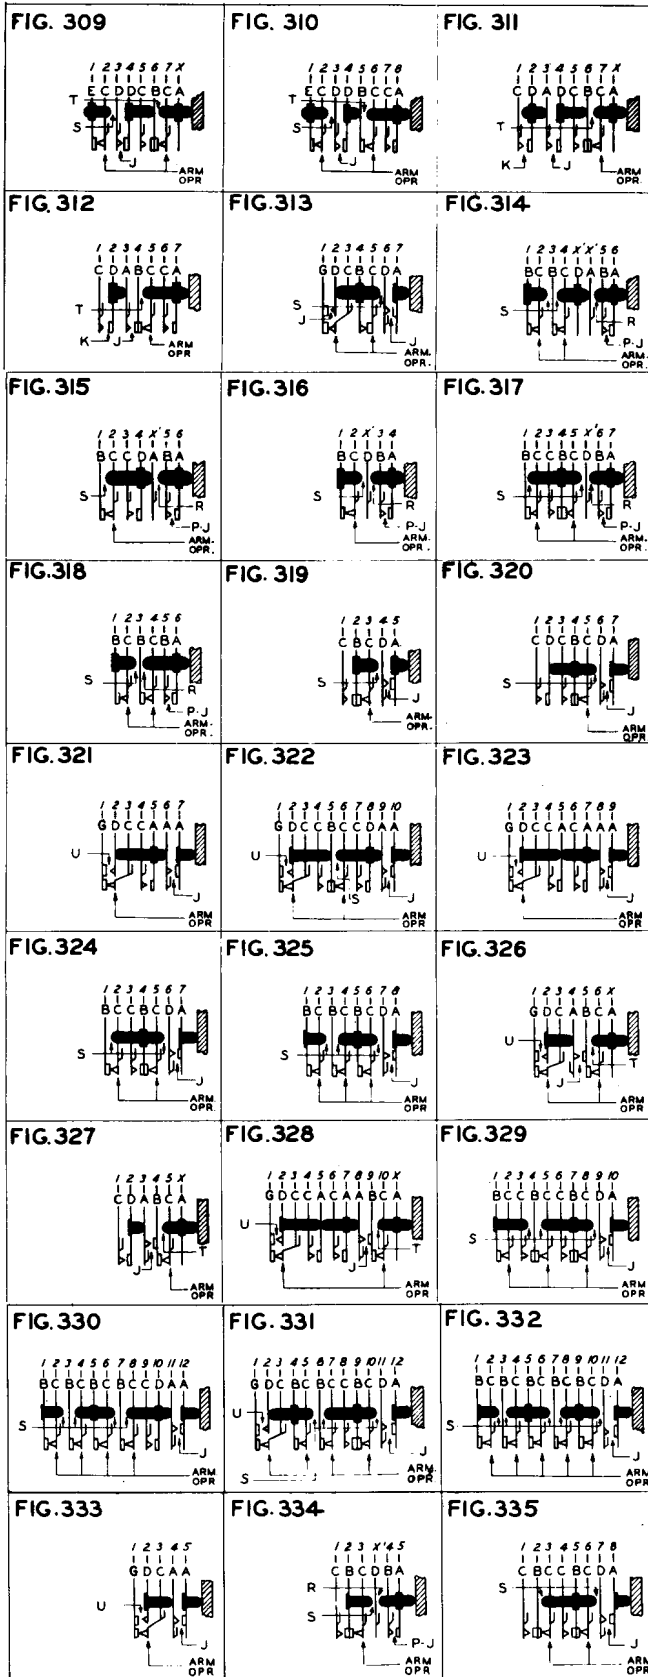 FIG. 309
1 2 3 4 5 6 7 X
E C D D C B C A
T
S
J
ARM
OPR
FIG. 310
1 2 3 4 5 6 7 8
E C D D B C C A
T
S
J
ARM
OPR.
FIG. 311
1 2 3 4 5 6 7 X
C D A D C B C A
T
K
J
ARM
OPR
FIG. 312
1 2 3 4 5 6 7
C D A B C C A
T
K
J
ARM
OPR
FIG. 313
1 2 3 4 5 6 7
G D C B C D A
S
J
J
ARM.
OPR.
FIG. 314
1 2 3 4 X' X' 5 6
B C B C D A B A
S
R
P-J
ARM-
OPR.
FIG. 315
1 2 3 4 X' 5 6
B C C D A B A
S
R
P-J
ARM.
OPR.
FIG. 316
1 2 X' 3 4
B C D B A
S
R
P-J
ARM.
OPR.
FIG. 317
1 2 3 4 5 X' 6 7
B C C B C D B A
S
R
P-J
ARM.
OPR.
FIG. 318
1 2 3 4 5 6
B C B C B A
S
R
P-J
ARM-
OPR.
FIG. 319
1 2 3 4 5
C B C D A
S
J
ARM-
OPR.
FIG. 320
1 2 3 4 5 6 7
C D C B C D A
S
J
ARM
OPR
FIG. 321
1 2 3 4 5 6 7
G D C C A A A
U
J
ARM
OPR
FIG. 322
1 2 3 4 5 6 7 8 9 10
G D C C B C C D A A
U
S
J
ARM
OPR
FIG. 323
1 2 3 4 5 6 7 8 9
G D C C A C A A A
U
J
ARM
OPR
FIG. 324
1 2 3 4 5 6 7
B C C B C D A
S
J
ARM
OPR
FIG. 325
1 2 3 4 5 6 7 8
B C B C B C D A
S
J
ARM
OPR
FIG. 326
1 2 3 4 5 6 X
G D C A B C A
U
T
J
ARM
OPR
FIG. 327
1 2 3 4 5 X
C D A B C A
T
J
ARM
OPR
FIG. 328
1 2 3 4 5 6 7 8 9 10 X
G D C C A C A A B C A
U
T
J
ARM
OPR
FIG. 329
1 2 3 4 5 6 7 8 9 10
B C C B C C B C D A
S
J
ARM
OPR
FIG. 330
1 2 3 4 5 6 7 8 9 10 11 12
B C B C B C B C C D A A
S
J
ARM
OPR
FIG. 331
1 2 4 5 6 7 8 9 10 11 12
G D C B C B C C B C D A
U
S
J
J
ARM
OPR
FIG. 332
1 2 3 4 5 6 7 8 9 10 11 12
B C B C B C B C B C D A
S
J
ARM
OPR
FIG. 333
1 2 3 4 5
G D C A A
U
J
ARM
OPR
FIG. 334
1 2 3 X' 4 5
C B C D B A
R
S
P-J
ARM
OPR
FIG. 335
1 2 3 4 5 6 7 8
C B C C B C D A
S
J
ARM
OPR